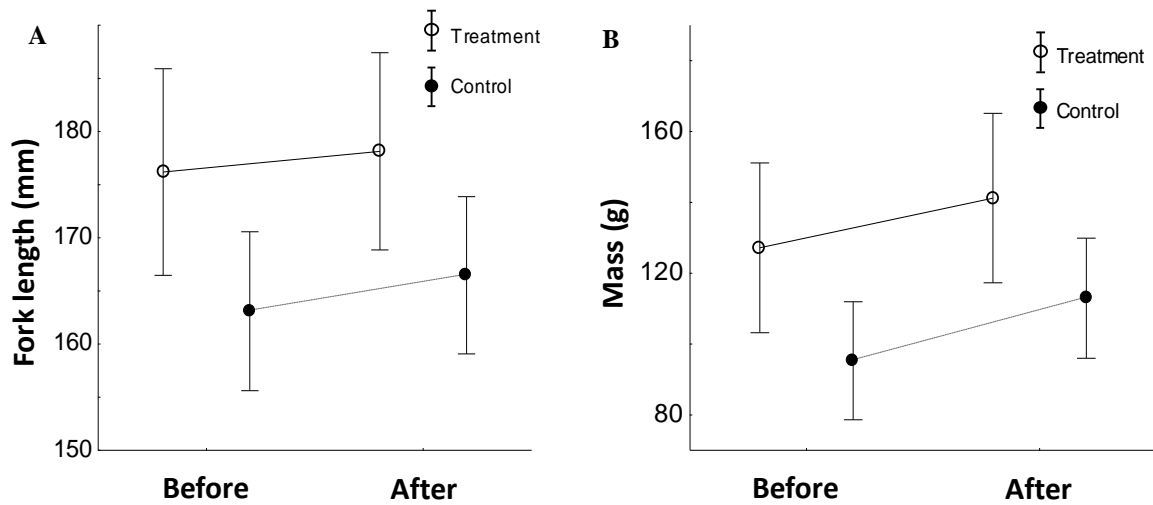 A
Treatment
Control
Fork length (mm)
180
170
160
150
Before
After
B
Treatment
Control
Mass (g)
160
120
80
Before
After